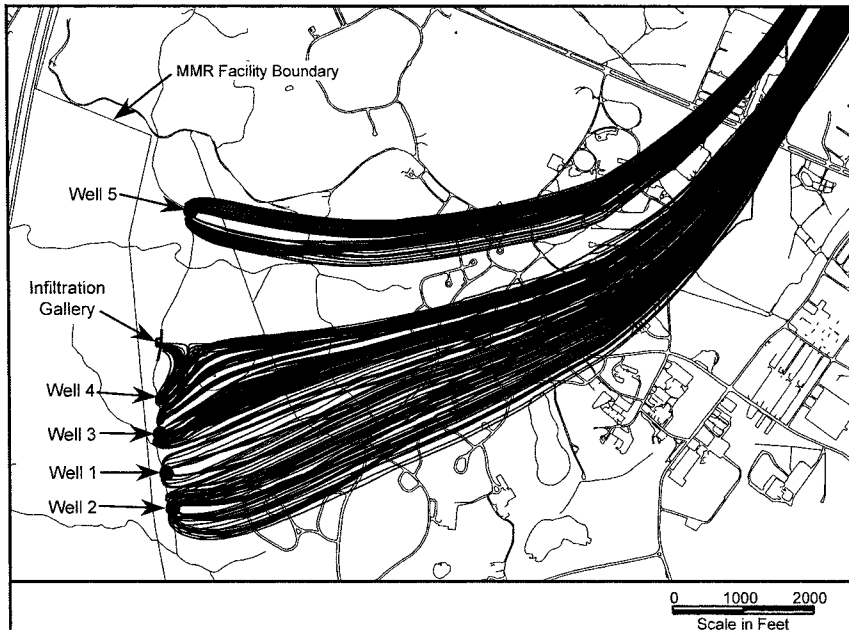 MMR Facility Boundary
Well 5
Infiltration
Gallery
Well 4
Well 3
Well 1
Well 2
0 1000 2000
Scale in Feet